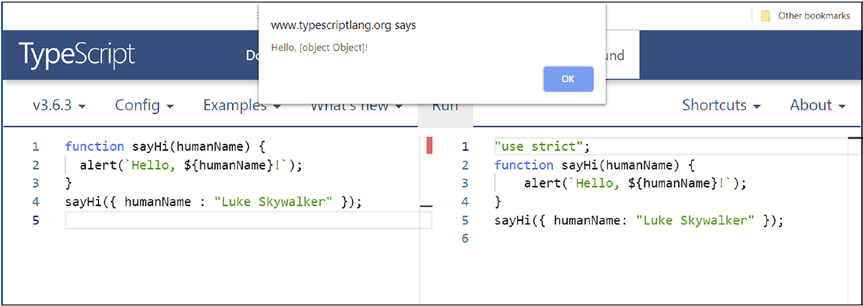 www.typescriptlang.org says
Hello, [object Object]!
OK
Other bookmarks
TypeScript
v3.6.3 Config Examples What's new Run Shortcuts About
1 function sayHi(humanName) {
2 alert(`Hello, ${humanName}!`);
3 }
4 sayHi({ humanName : "Luke Skywalker" });
5
1 "use strict";
2 function sayHi(humanName) {
3 alert(`Hello, ${humanName}!`);
4 }
5 sayHi({ humanName: "Luke Skywalker" });
6